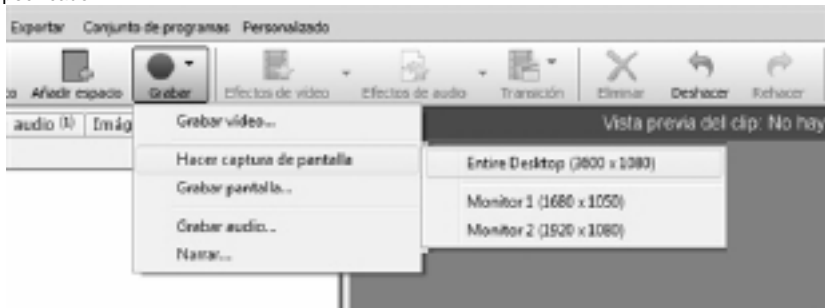 Exportar Conjunto de programas Personalizado
Añadir espacio Grabar Efectos de vídeo Efectos de audio Transición Eliminar Deshacer Rehacer
audio (1) Imág
Vista previa del clip: No hay
Grabar vídeo...
Hacer captura de pantalla
Grabar pantalla...
Grabar audio...
Narrar...
Entire Desktop (3600 x 1080)
Monitor 1 (1680 x 1050)
Monitor 2 (1920 x 1080)